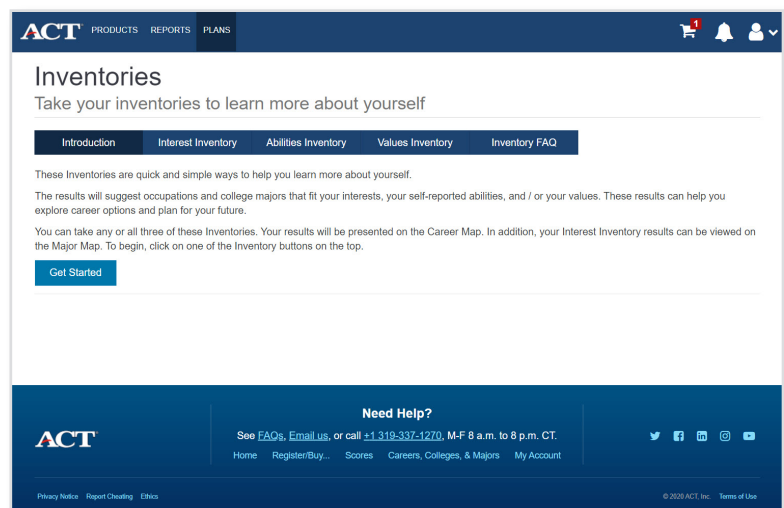 ACT PRODUCTS REPORTS PLANS 1
Inventories
Take your inventories to learn more about yourself
Introduction Interest Inventory Abilities Inventory Values Inventory Inventory FAQ
These Inventories are quick and simple ways to help you learn more about yourself.
The results will suggest occupations and college majors that fit your interests, your self-reported abilities, and / or your values. These results can help you
explore career options and plan for your future.
You can take any or all three of these Inventories. Your results will be presented on the Career Map. In addition, your Interest Inventory results can be viewed on
the Major Map. To begin, click on one of the Inventory buttons on the top.
Get Started
Need Help?
ACT
See FAQs, Email us, or call +1 319-337-1270, M-F 8 a.m. to 8 p.m. CT.
Home Register/Buy... Scores Careers, Colleges, & Majors My Account
Privacy Notice Report Cheating Ethics © 2020 ACT, Inc. Terms of Use